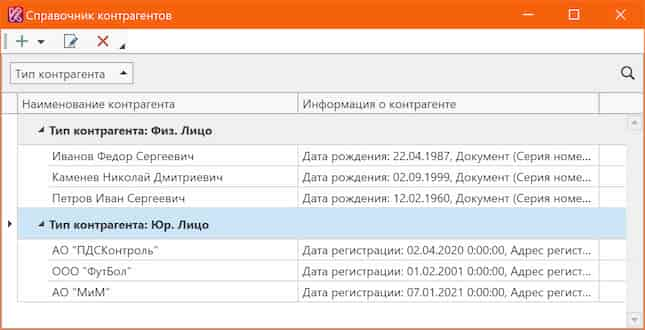 Справочник контрагентов
Тип контрагента
Наименование контрагента Информация о контрагенте
Тип контрагента: Физ. Лицо
Иванов Федор Сергеевич Дата рождения: 22.04.1987, Документ (Серия номе...
Каменев Николай Дмитриевич Дата рождения: 02.09.1999, Документ (Серия номе...
Петров Иван Сергеевич Дата рождения: 12.02.1960, Документ (Серия номе...
Тип контрагента: Юр. Лицо
АО "ПДСКонтроль" Дата регистрации: 02.04.2020 0:00:00, Адрес регист...
ООО "ФутБол" Дата регистрации: 01.02.2001 0:00:00, Адрес регист...
АО "МиМ" Дата регистрации: 07.01.2021 0:00:00, Адрес регист...